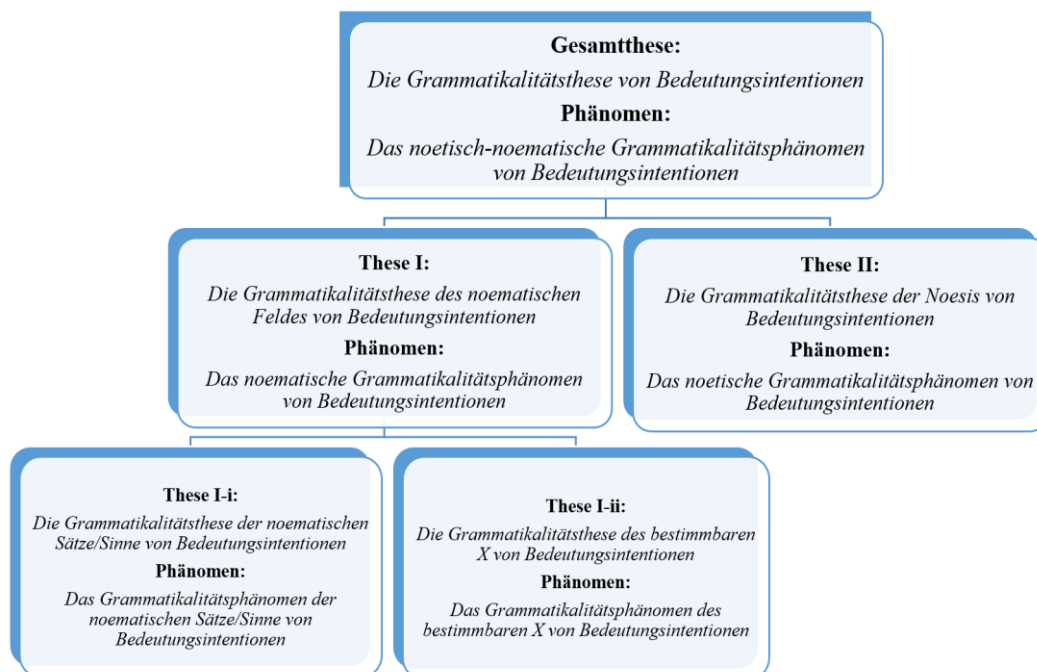 Gesamtthese:
Die Grammatikalitätsthese von Bedeutungsintentionen
Phänomen:
Das noetisch-noematische Grammatikalitätsphänomen
von Bedeutungsintentionen
These I:
Die Grammatikalitätsthese des noematischen
Feldes von Bedeutungsintentionen
Phänomen:
Das noematische Grammatikalitätsphänomen
von Bedeutungsintentionen
These II:
Die Grammatikalitätsthese der Noesis von
Bedeutungsintentionen
Phänomen:
Das noetische Grammatikalitätsphänomen von
Bedeutungsintentionen
These I-i:
Die Grammatikalitätsthese der noematischen
Sätze/Sinne von Bedeutungsintentionen
Phänomen:
Das Grammatikalitätsphänomen der
noematischen Sätze/Sinne von
Bedeutungsintentionen
These I-ii:
Die Grammatikalitätsthese des bestimmbaren
X von Bedeutungsintentionen
Phänomen:
Das Grammatikalitätsphänomen des
bestimmbaren X von Bedeutungsintentionen